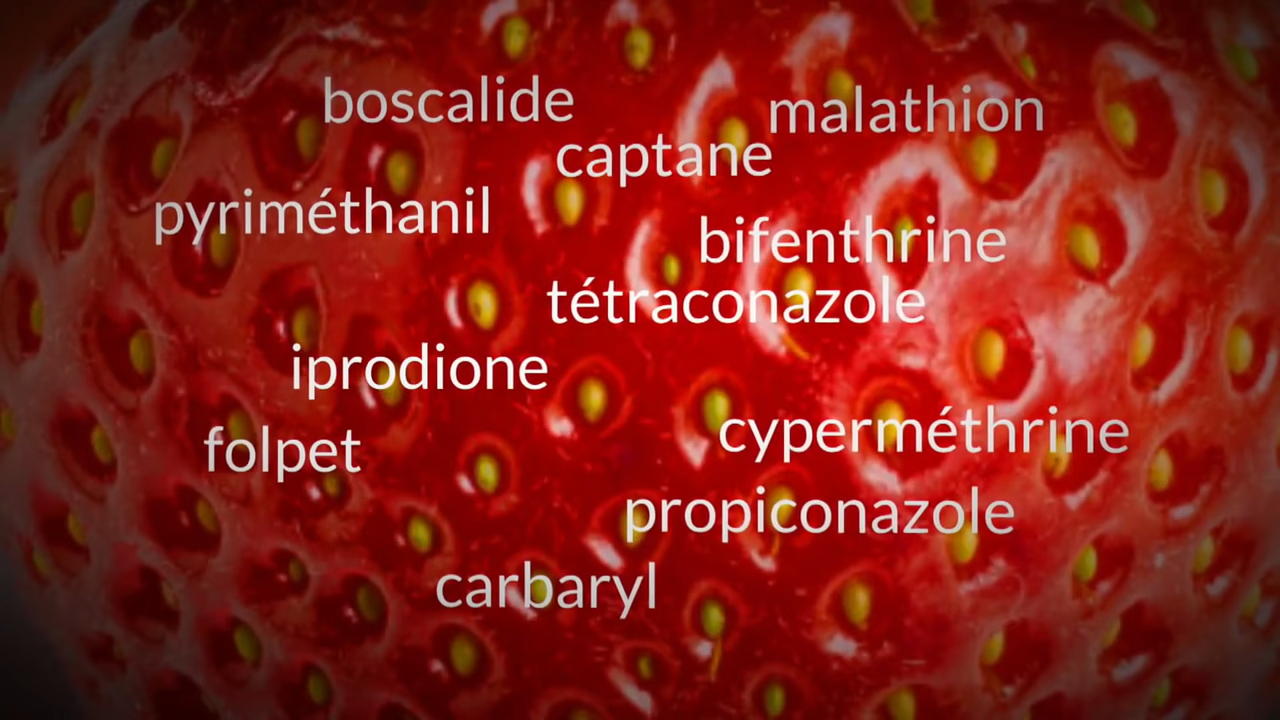 boscalide
malathion
captane
pyriméthanil
bifenthrine
tétraconazole
iprodione
cyperméthrine
folpet
propiconazole
carbaryl